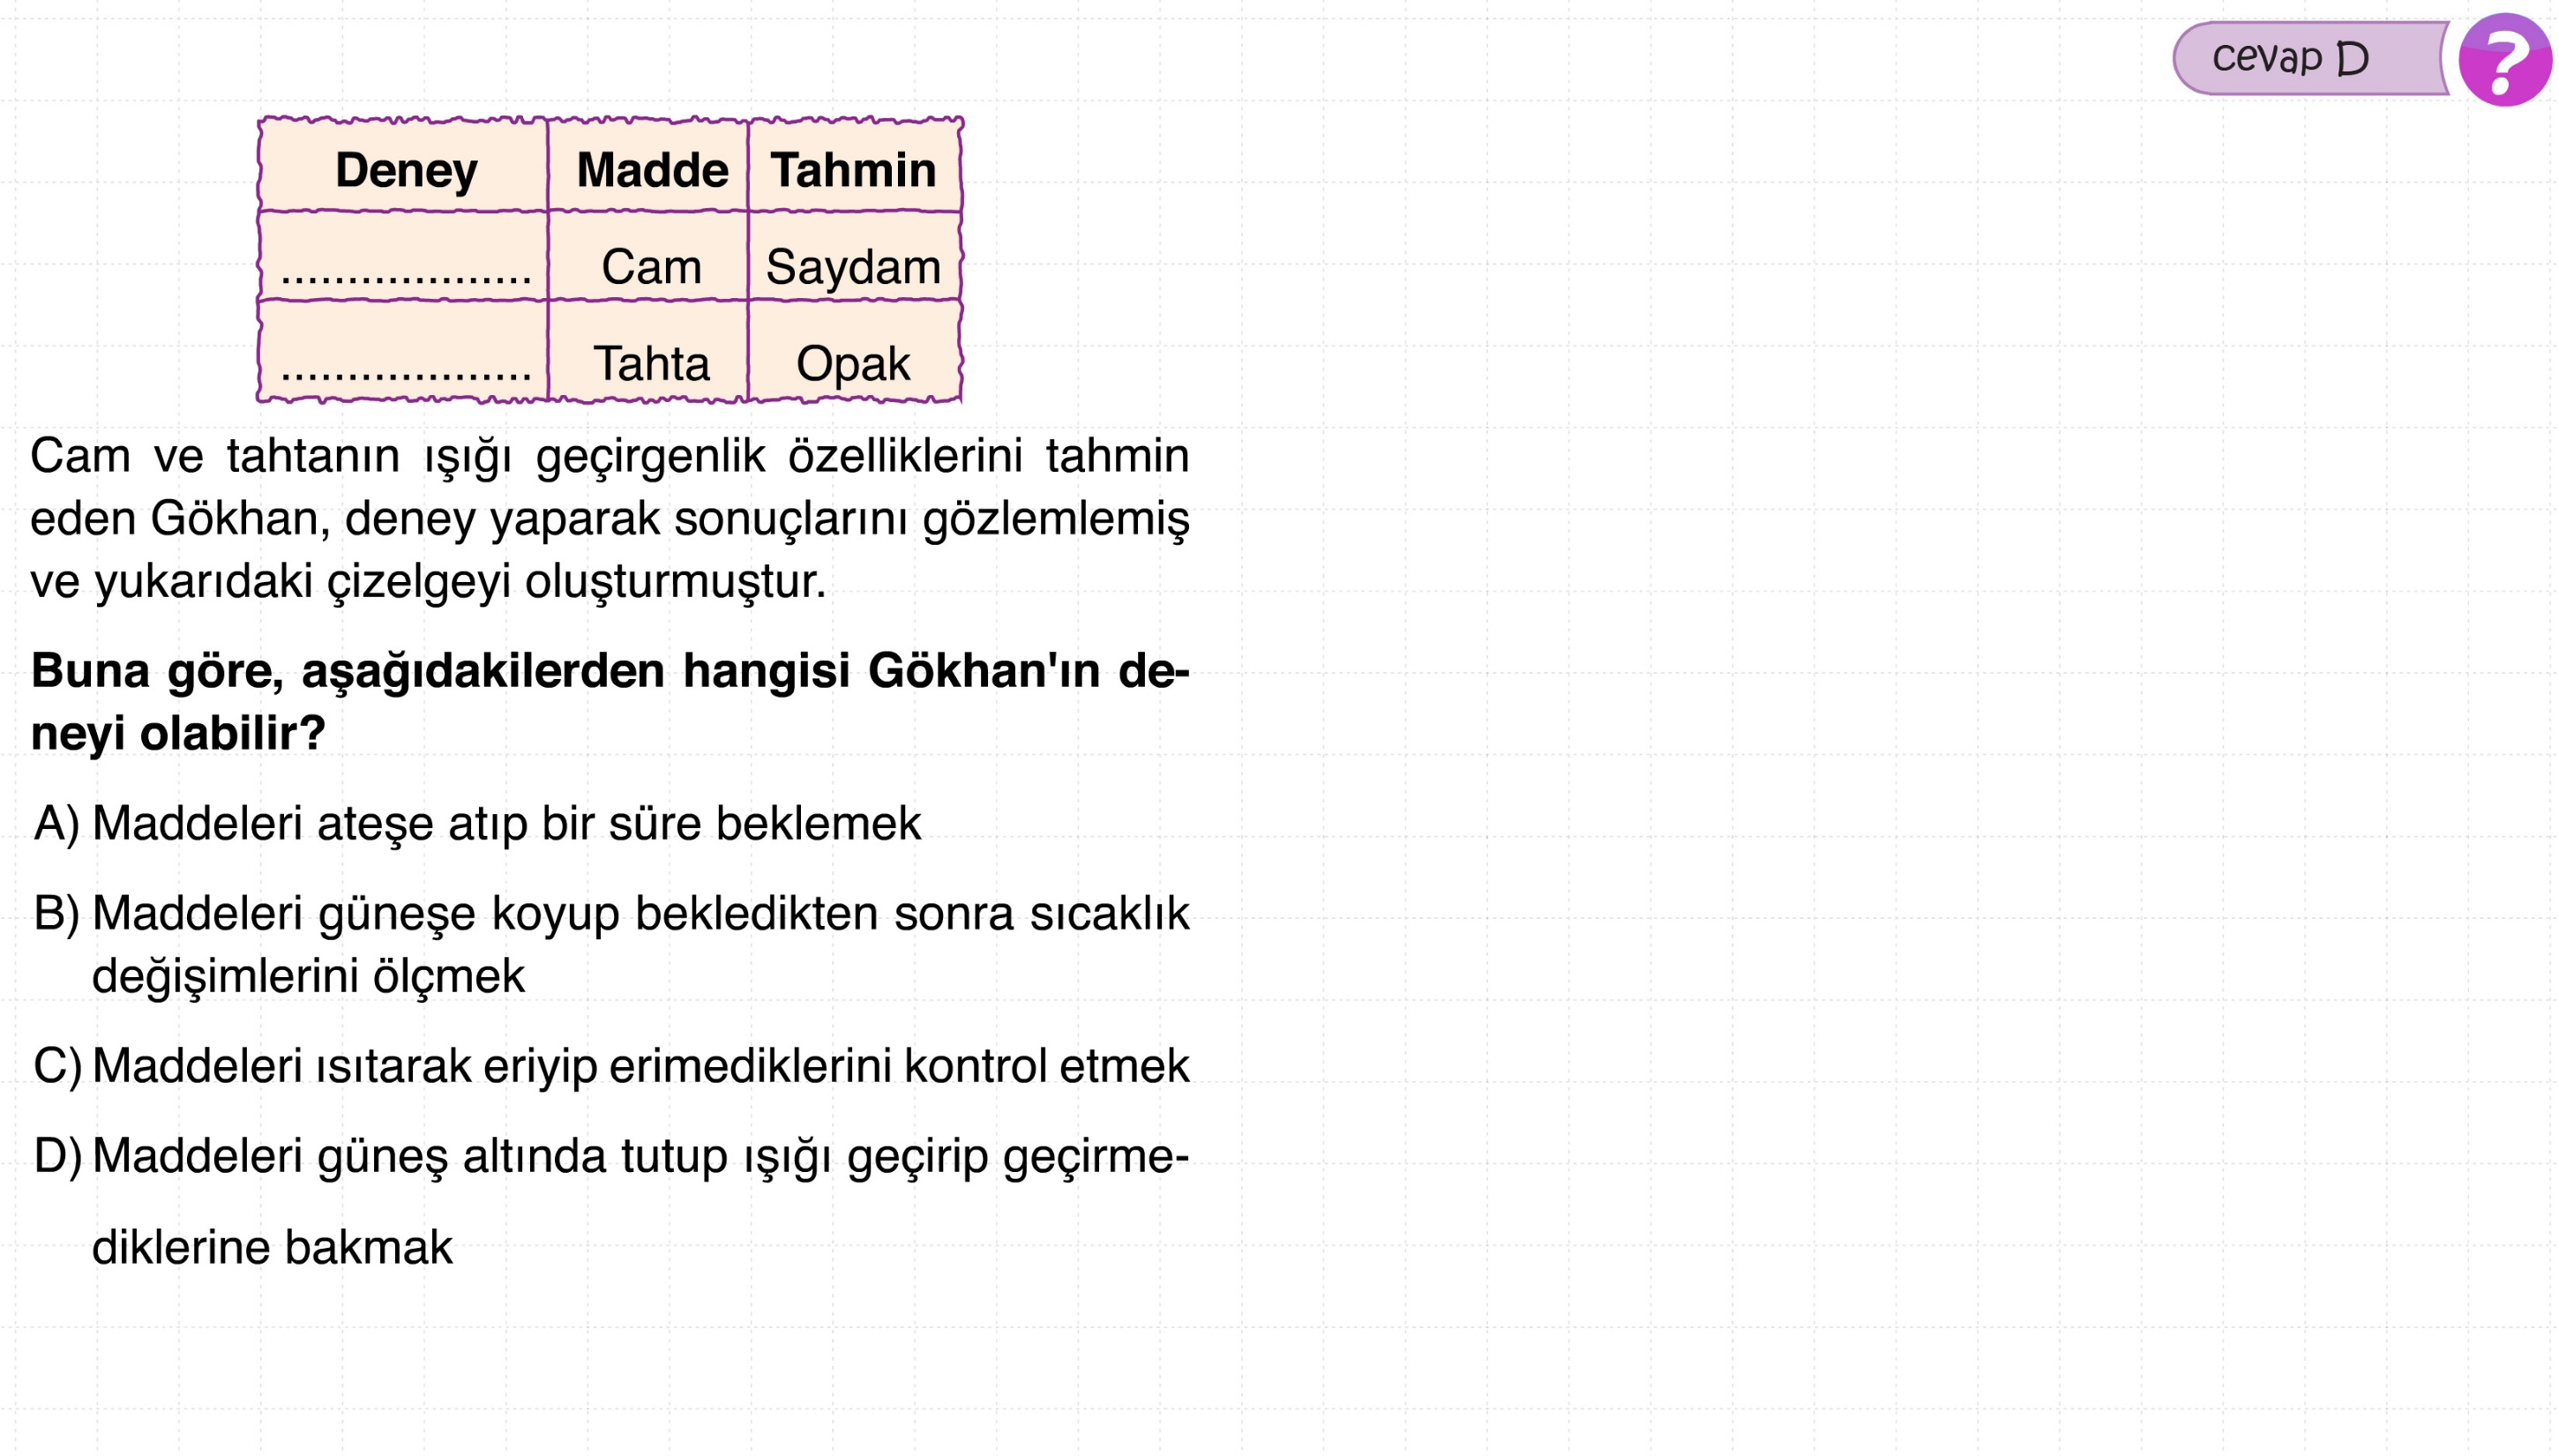 cevap D
?
Deney Madde Tahmin
................... Cam Saydam
................... Tahta Opak
Cam ve tahtanın ışığı geçirgenlik özelliklerini tahmin
eden Gökhan, deney yaparak sonuçlarını gözlemlemiş
ve yukarıdaki çizelgeyi oluşturmuştur.
Buna göre, aşağıdakilerden hangisi Gökhan'ın de-
neyi olabilir?
A) Maddeleri ateşe atıp bir süre beklemek
B) Maddeleri güneşe koyup bekledikten sonra sıcaklık
değişimlerini ölçmek
C) Maddeleri ısıtarak eriyip erimediklerini kontrol etmek
D) Maddeleri güneş altında tutup ışığı geçirip geçirme-
diklerine bakmak